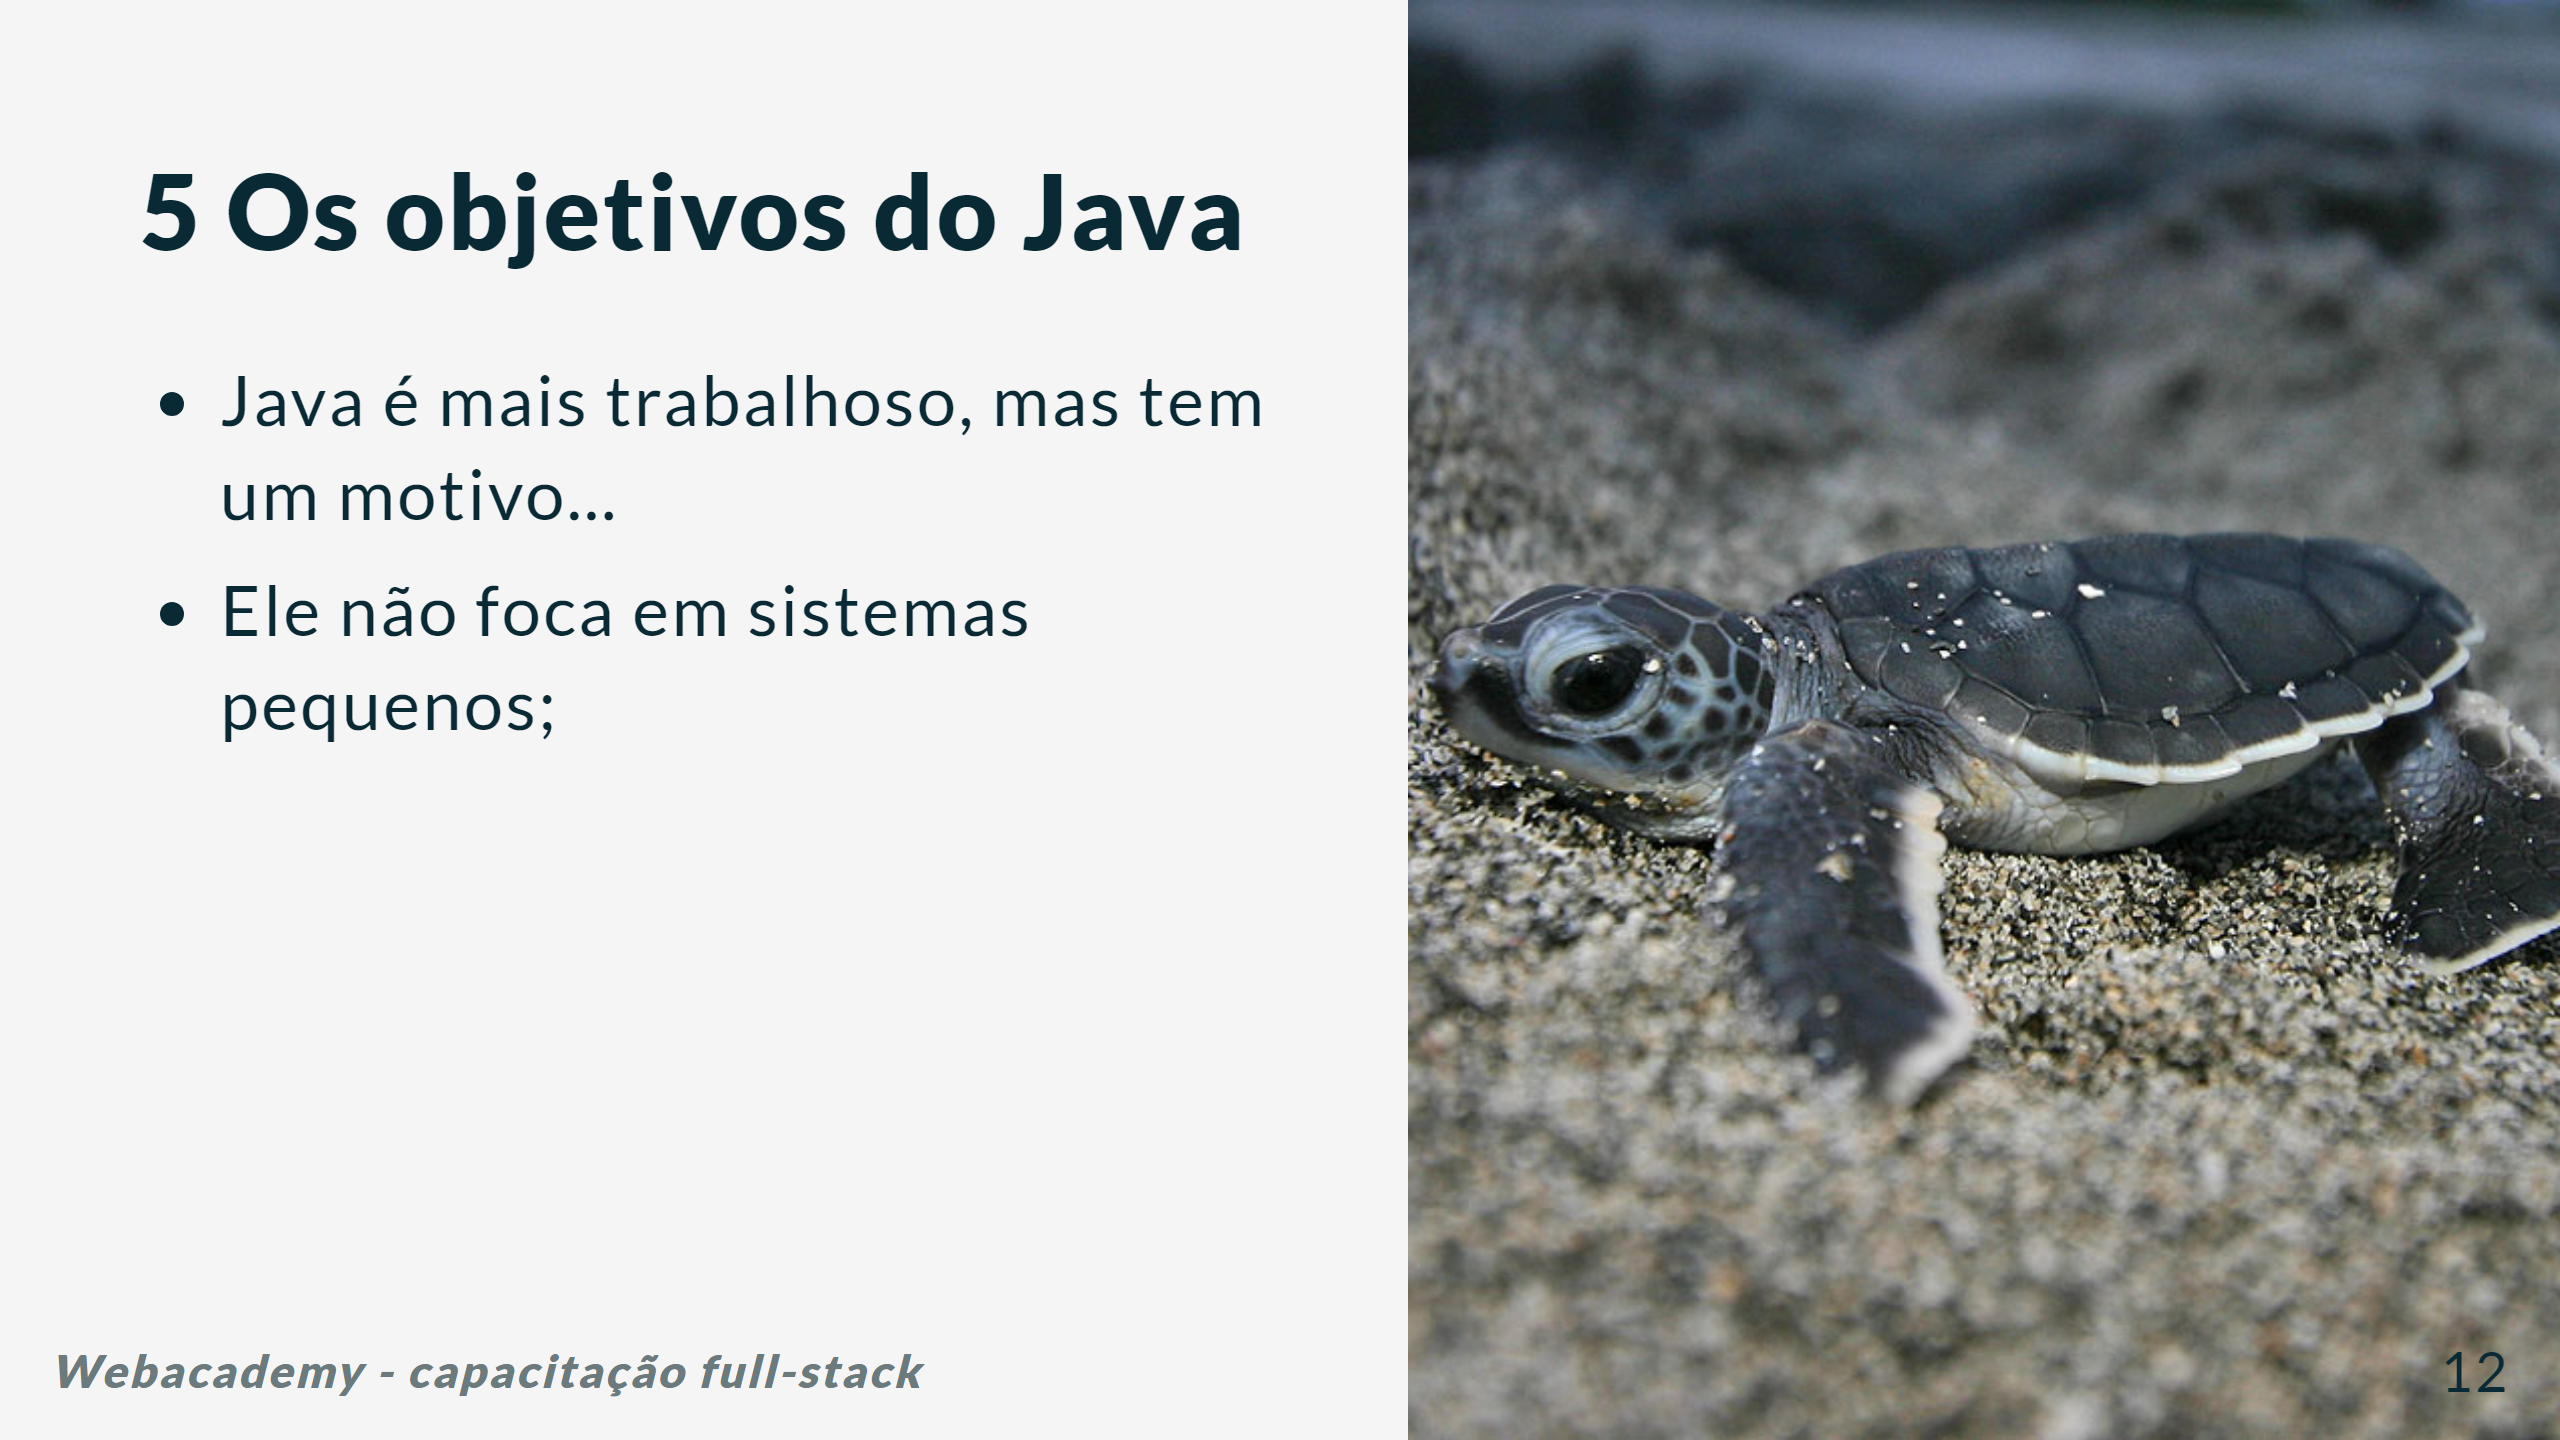 5 Os objetivos do Java
• Java é mais trabalhoso, mas tem
um motivo...
• Ele não foca em sistemas
pequenos;
Webacademy - capacitação full-stack
12